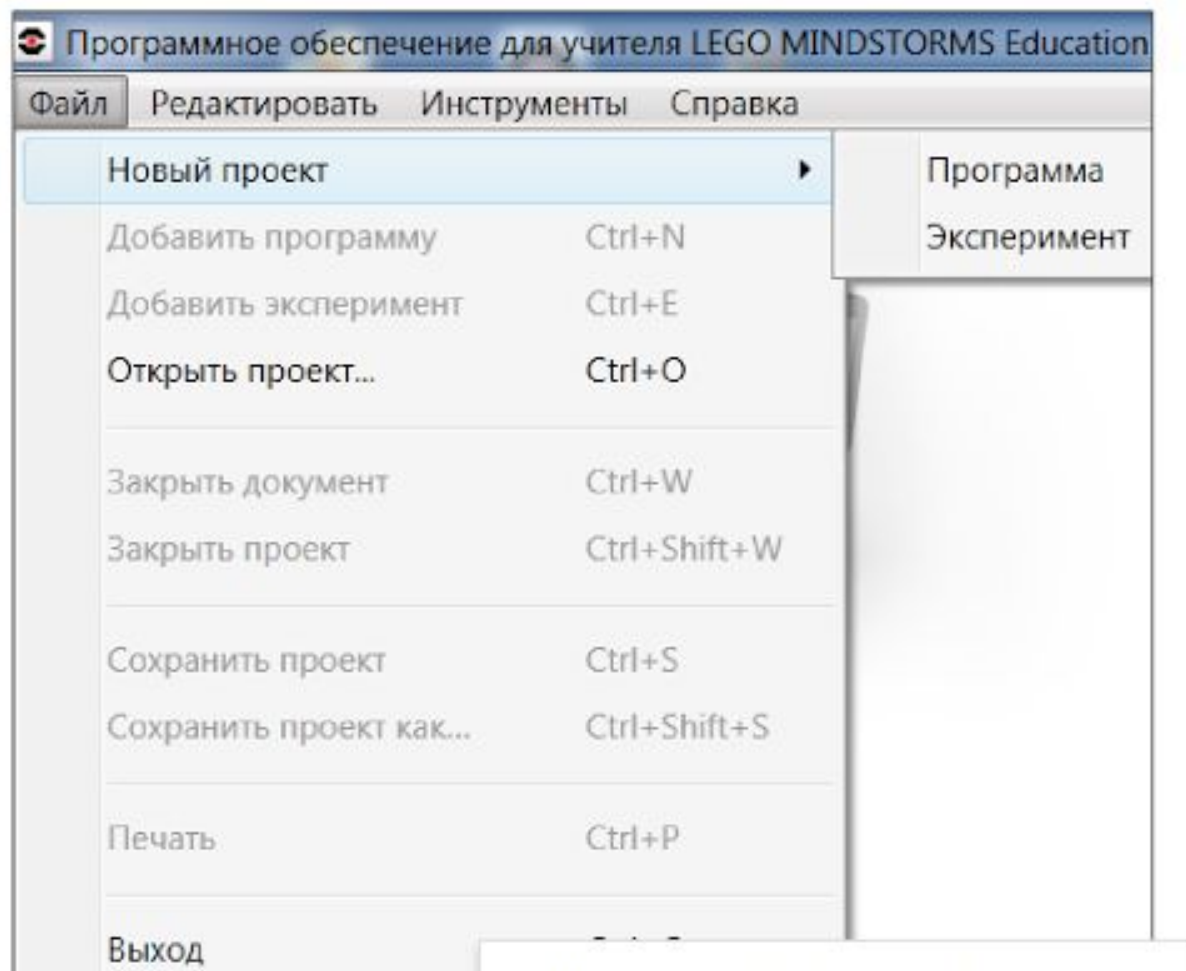 Программное обеспечение для учителя LEGO MINDSTORMS Education
Файл Редактировать Инструменты Справка
Новый проект Программа
Добавить программу Ctrl+N Эксперимент
Добавить эксперимент Ctrl+E
Открыть проект... Ctrl+O
Закрыть документ Ctrl+W
Закрыть проект Ctrl+Shift+W
Сохранить проект Ctrl+S
Сохранить проект как... Ctrl+Shift+S
Печать Ctrl+P
Выход